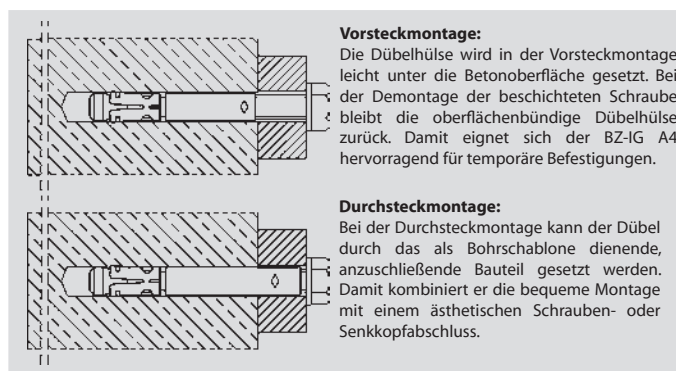 Vorsteckmontage:
Die Dübelhülse wird in der Vorsteckmontage
leicht unter die Betonoberfläche gesetzt. Bei
der Demontage der beschichteten Schraube
bleibt die oberflächenbündige Dübelhülse
zurück. Damit eignet sich der BZ-IG A4
hervorragend für temporäre Befestigungen.
Durchsteckmontage:
Bei der Durchsteckmontage kann der Dübel
durch das als Bohrschablone dienende,
anzuschließende Bauteil gesetzt werden.
Damit kombiniert er die bequeme Montage
mit einem ästhetischen Schrauben- oder
Senkkopfabschluss.